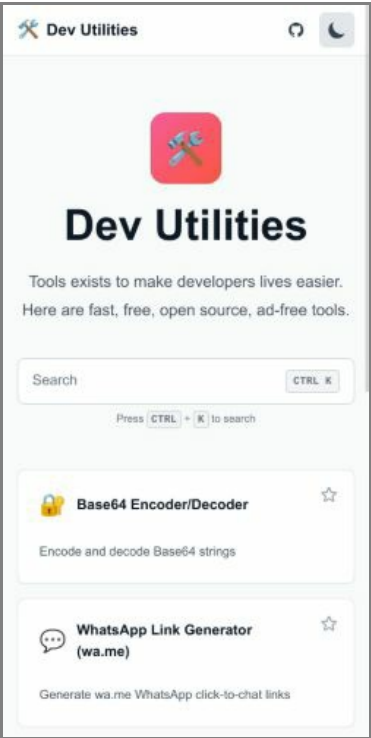 Dev Utilities
Dev Utilities
Tools exists to make developers lives easier.
Here are fast, free, open source, ad-free tools.
Search CTRL K
Press CTRL + K to search
Base64 Encoder/Decoder
Encode and decode Base64 strings
WhatsApp Link Generator
(wa.me)
Generate wa.me WhatsApp click-to-chat links